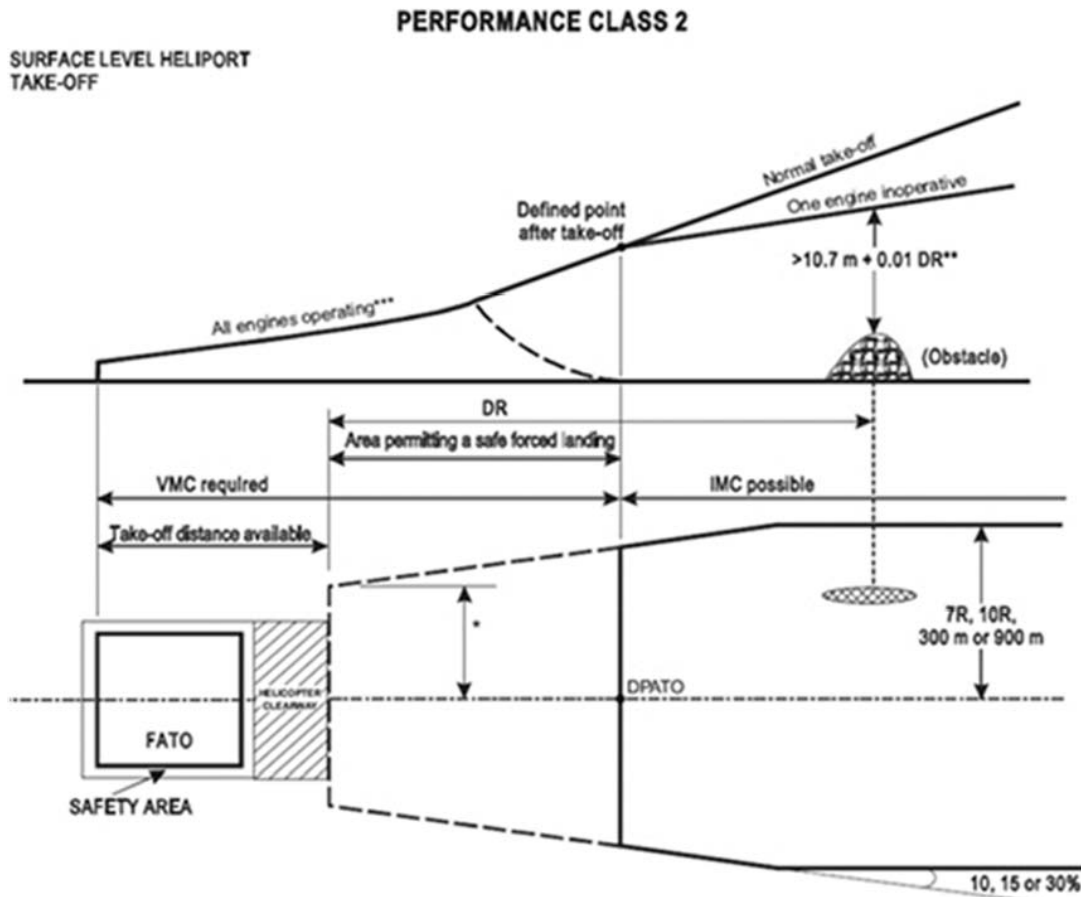 PERFORMANCE CLASS 2
SURFACE LEVEL HELIPORT
TAKE-OFF
Normal take-off
One engine inoperative
Defined point
after take-off
>10.7 m + 0.01 DR**
All engines operating***
(Obstacle)
DR
Area permitting a safe forced landing
VMC required
IMC possible
Take-off distance available
*
7R, 10R,
300 m or 900 m
HELICOPTER
CLEARWAY
DPATO
FATO
SAFETY AREA
10, 15 or 30%